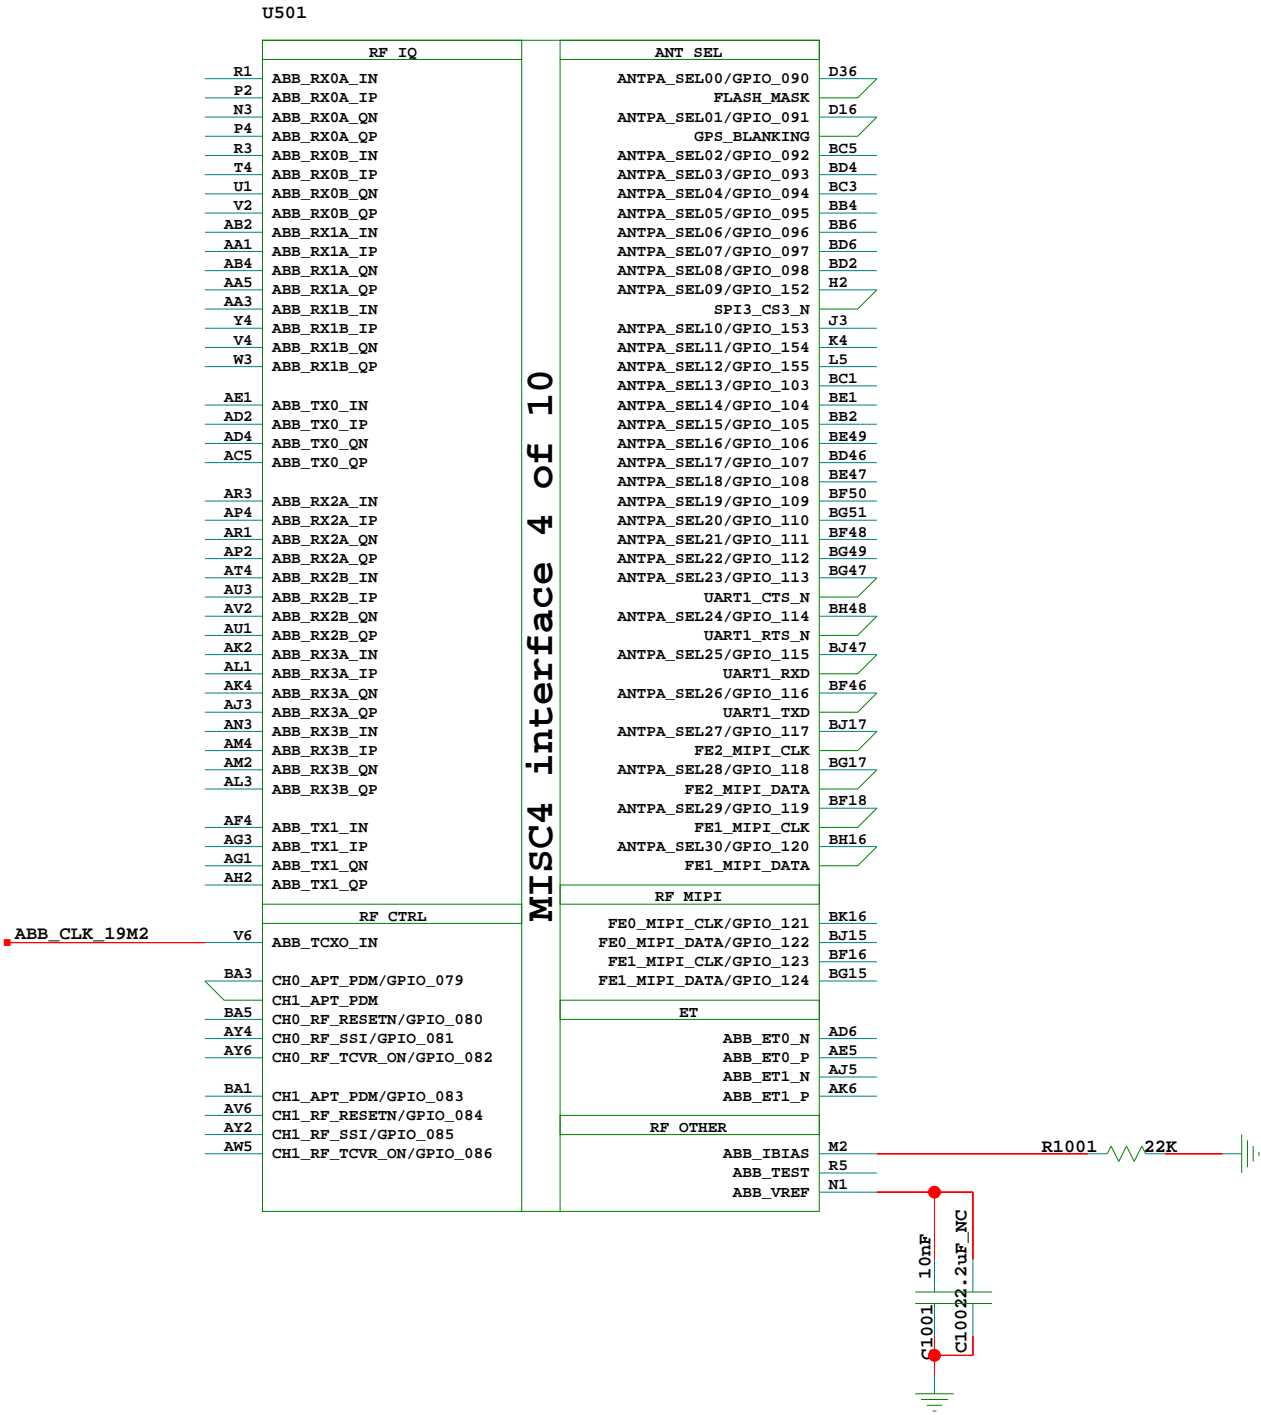 U501
RF IQ
R1 ABB_RX0A_IN
P2 ABB_RX0A_IP
N3 ABB_RX0A_QN
P4 ABB_RX0A_QP
R3 ABB_RX0B_IN
T4 ABB_RX0B_IP
U1 ABB_RX0B_QN
V2 ABB_RX0B_QP
AB2 ABB_RX1A_IN
AA1 ABB_RX1A_IP
AB4 ABB_RX1A_QN
AA5 ABB_RX1A_QP
AA3 ABB_RX1B_IN
Y4 ABB_RX1B_IP
V4 ABB_RX1B_QN
W3 ABB_RX1B_QP
AE1 ABB_TX0_IN
AD2 ABB_TX0_IP
AD4 ABB_TX0_QN
AC5 ABB_TX0_QP
AR3 ABB_RX2A_IN
AP4 ABB_RX2A_IP
AR1 ABB_RX2A_QN
AP2 ABB_RX2A_QP
AT4 ABB_RX2B_IN
AU3 ABB_RX2B_IP
AV2 ABB_RX2B_QN
AU1 ABB_RX2B_QP
AK2 ABB_RX3A_IN
AL1 ABB_RX3A_IP
AK4 ABB_RX3A_QN
AJ3 ABB_RX3A_QP
AN3 ABB_RX3B_IN
AM4 ABB_RX3B_IP
AM2 ABB_RX3B_QN
AL3 ABB_RX3B_QP
AF4 ABB_TX1_IN
AG3 ABB_TX1_IP
AG1 ABB_TX1_QN
AH2 ABB_TX1_QP
RF CTRL
ABB_CLK_19M2 V6 ABB_TCXO_IN
BA3 CH0_APT_PDM/GPIO_079
CH1_APT_PDM
BA5 CH0_RF_RESETN/GPIO_080
AY4 CH0_RF_SSI/GPIO_081
AY6 CH0_RF_TCVR_ON/GPIO_082
BA1 CH1_APT_PDM/GPIO_083
AV6 CH1_RF_RESETN/GPIO_084
AY2 CH1_RF_SSI/GPIO_085
AW5 CH1_RF_TCVR_ON/GPIO_086
MISC4 interface 4 of 10
ANT SEL
ANTPA_SEL00/GPIO_090 D36
FLASH_MASK
ANTPA_SEL01/GPIO_091 D16
GPS_BLANKING
ANTPA_SEL02/GPIO_092 BC5
ANTPA_SEL03/GPIO_093 BD4
ANTPA_SEL04/GPIO_094 BC3
ANTPA_SEL05/GPIO_095 BB4
ANTPA_SEL06/GPIO_096 BB6
ANTPA_SEL07/GPIO_097 BD6
ANTPA_SEL08/GPIO_098 BD2
ANTPA_SEL09/GPIO_152 H2
SPI3_CS3_N
ANTPA_SEL10/GPIO_153 J3
ANTPA_SEL11/GPIO_154 K4
ANTPA_SEL12/GPIO_155 L5
ANTPA_SEL13/GPIO_103 BC1
ANTPA_SEL14/GPIO_104 BE1
ANTPA_SEL15/GPIO_105 BB2
ANTPA_SEL16/GPIO_106 BE49
ANTPA_SEL17/GPIO_107 BD46
ANTPA_SEL18/GPIO_108 BE47
ANTPA_SEL19/GPIO_109 BF50
ANTPA_SEL20/GPIO_110 BG51
ANTPA_SEL21/GPIO_111 BF48
ANTPA_SEL22/GPIO_112 BG49
ANTPA_SEL23/GPIO_113 BG47
UART1_CTS_N
ANTPA_SEL24/GPIO_114 BH48
UART1_RTS_N
ANTPA_SEL25/GPIO_115 BJ47
UART1_RXD
ANTPA_SEL26/GPIO_116 BF46
UART1_TXD
ANTPA_SEL27/GPIO_117 BJ17
FE2_MIPI_CLK
ANTPA_SEL28/GPIO_118 BG17
FE2_MIPI_DATA
ANTPA_SEL29/GPIO_119 BF18
FE1_MIPI_CLK
ANTPA_SEL30/GPIO_120 BH16
FE1_MIPI_DATA
RF MIPI
FE0_MIPI_CLK/GPIO_121 BK16
FE0_MIPI_DATA/GPIO_122 BJ15
FE1_MIPI_CLK/GPIO_123 BF16
FE1_MIPI_DATA/GPIO_124 BG15
ET
ABB_ET0_N AD6
ABB_ET0_P AE5
ABB_ET1_N AJ5
ABB_ET1_P AK6
RF OTHER
ABB_IBIAS M2 R1001 22K
ABB_TEST R5
ABB_VREF N1
C1001 10nF
C1002 2.2uF_NC